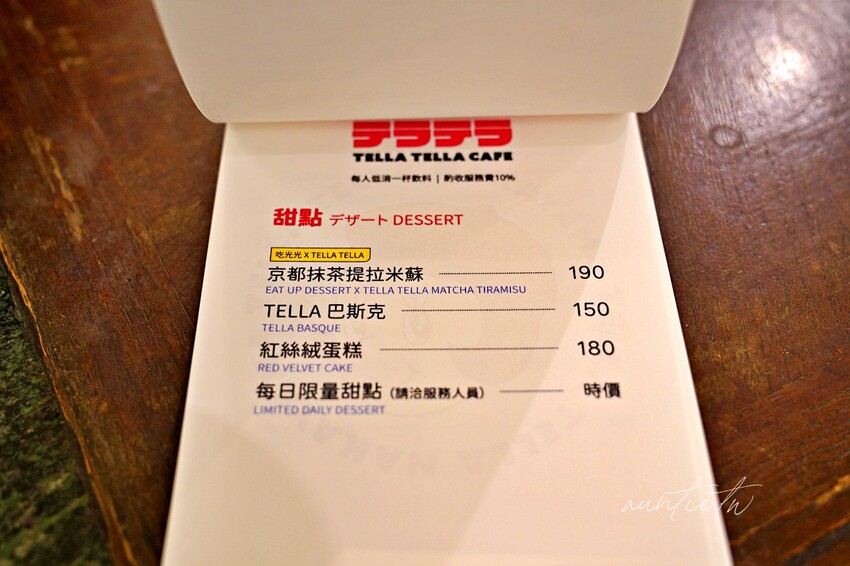 テラテラ
TELLA TELLA CAFE
每人低消一杯飲料 | 酌收服務費10%
甜點 デザート DESSERT
吃光光 X TELLA TELLA
京都抹茶提拉米蘇 190
EAT UP DESSERT X TELLA TELLA MATCHA TIRAMISU
TELLA 巴斯克 150
TELLA BASQUE
紅絲絨蛋糕 180
RED VELVET CAKE
每日限量甜點 (請洽服務人員) 時價
LIMITED DAILY DESSERT
auntietw